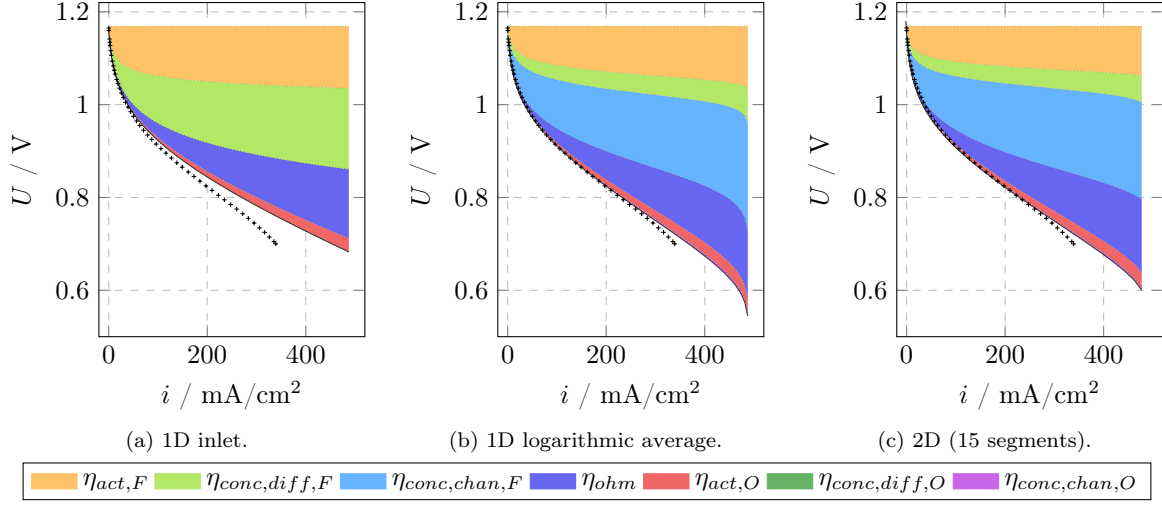 1.2
1
0.8
0.6
U / V
0
200
400
i / mA/cm²
(a) 1D inlet.
1.2
1
0.8
0.6
U / V
0
200
400
i / mA/cm²
(b) 1D logarithmic average.
1.2
1
0.8
0.6
U / V
0
200
400
i / mA/cm²
(c) 2D (15 segments).
η_act,F η_conc,diff,F η_conc,chan,F η_ohm η_act,O η_conc,diff,O η_conc,chan,O